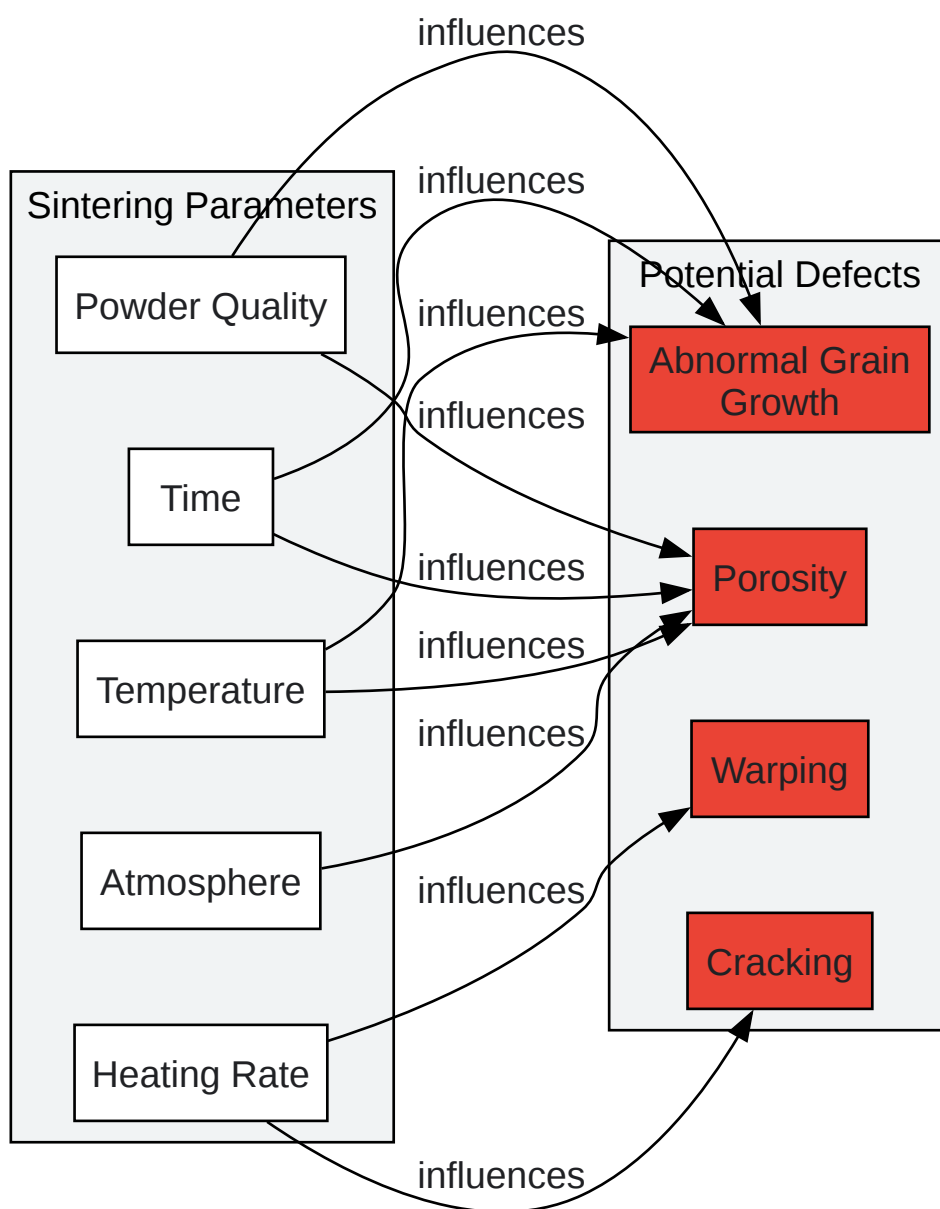 influences
influences
Sintering Parameters
Potential Defects
Powder Quality
influences
Abnormal Grain
Growth
influences
Time
influences
Porosity
influences
Temperature
influences
Warping
Atmosphere
influences
Cracking
Heating Rate
influences